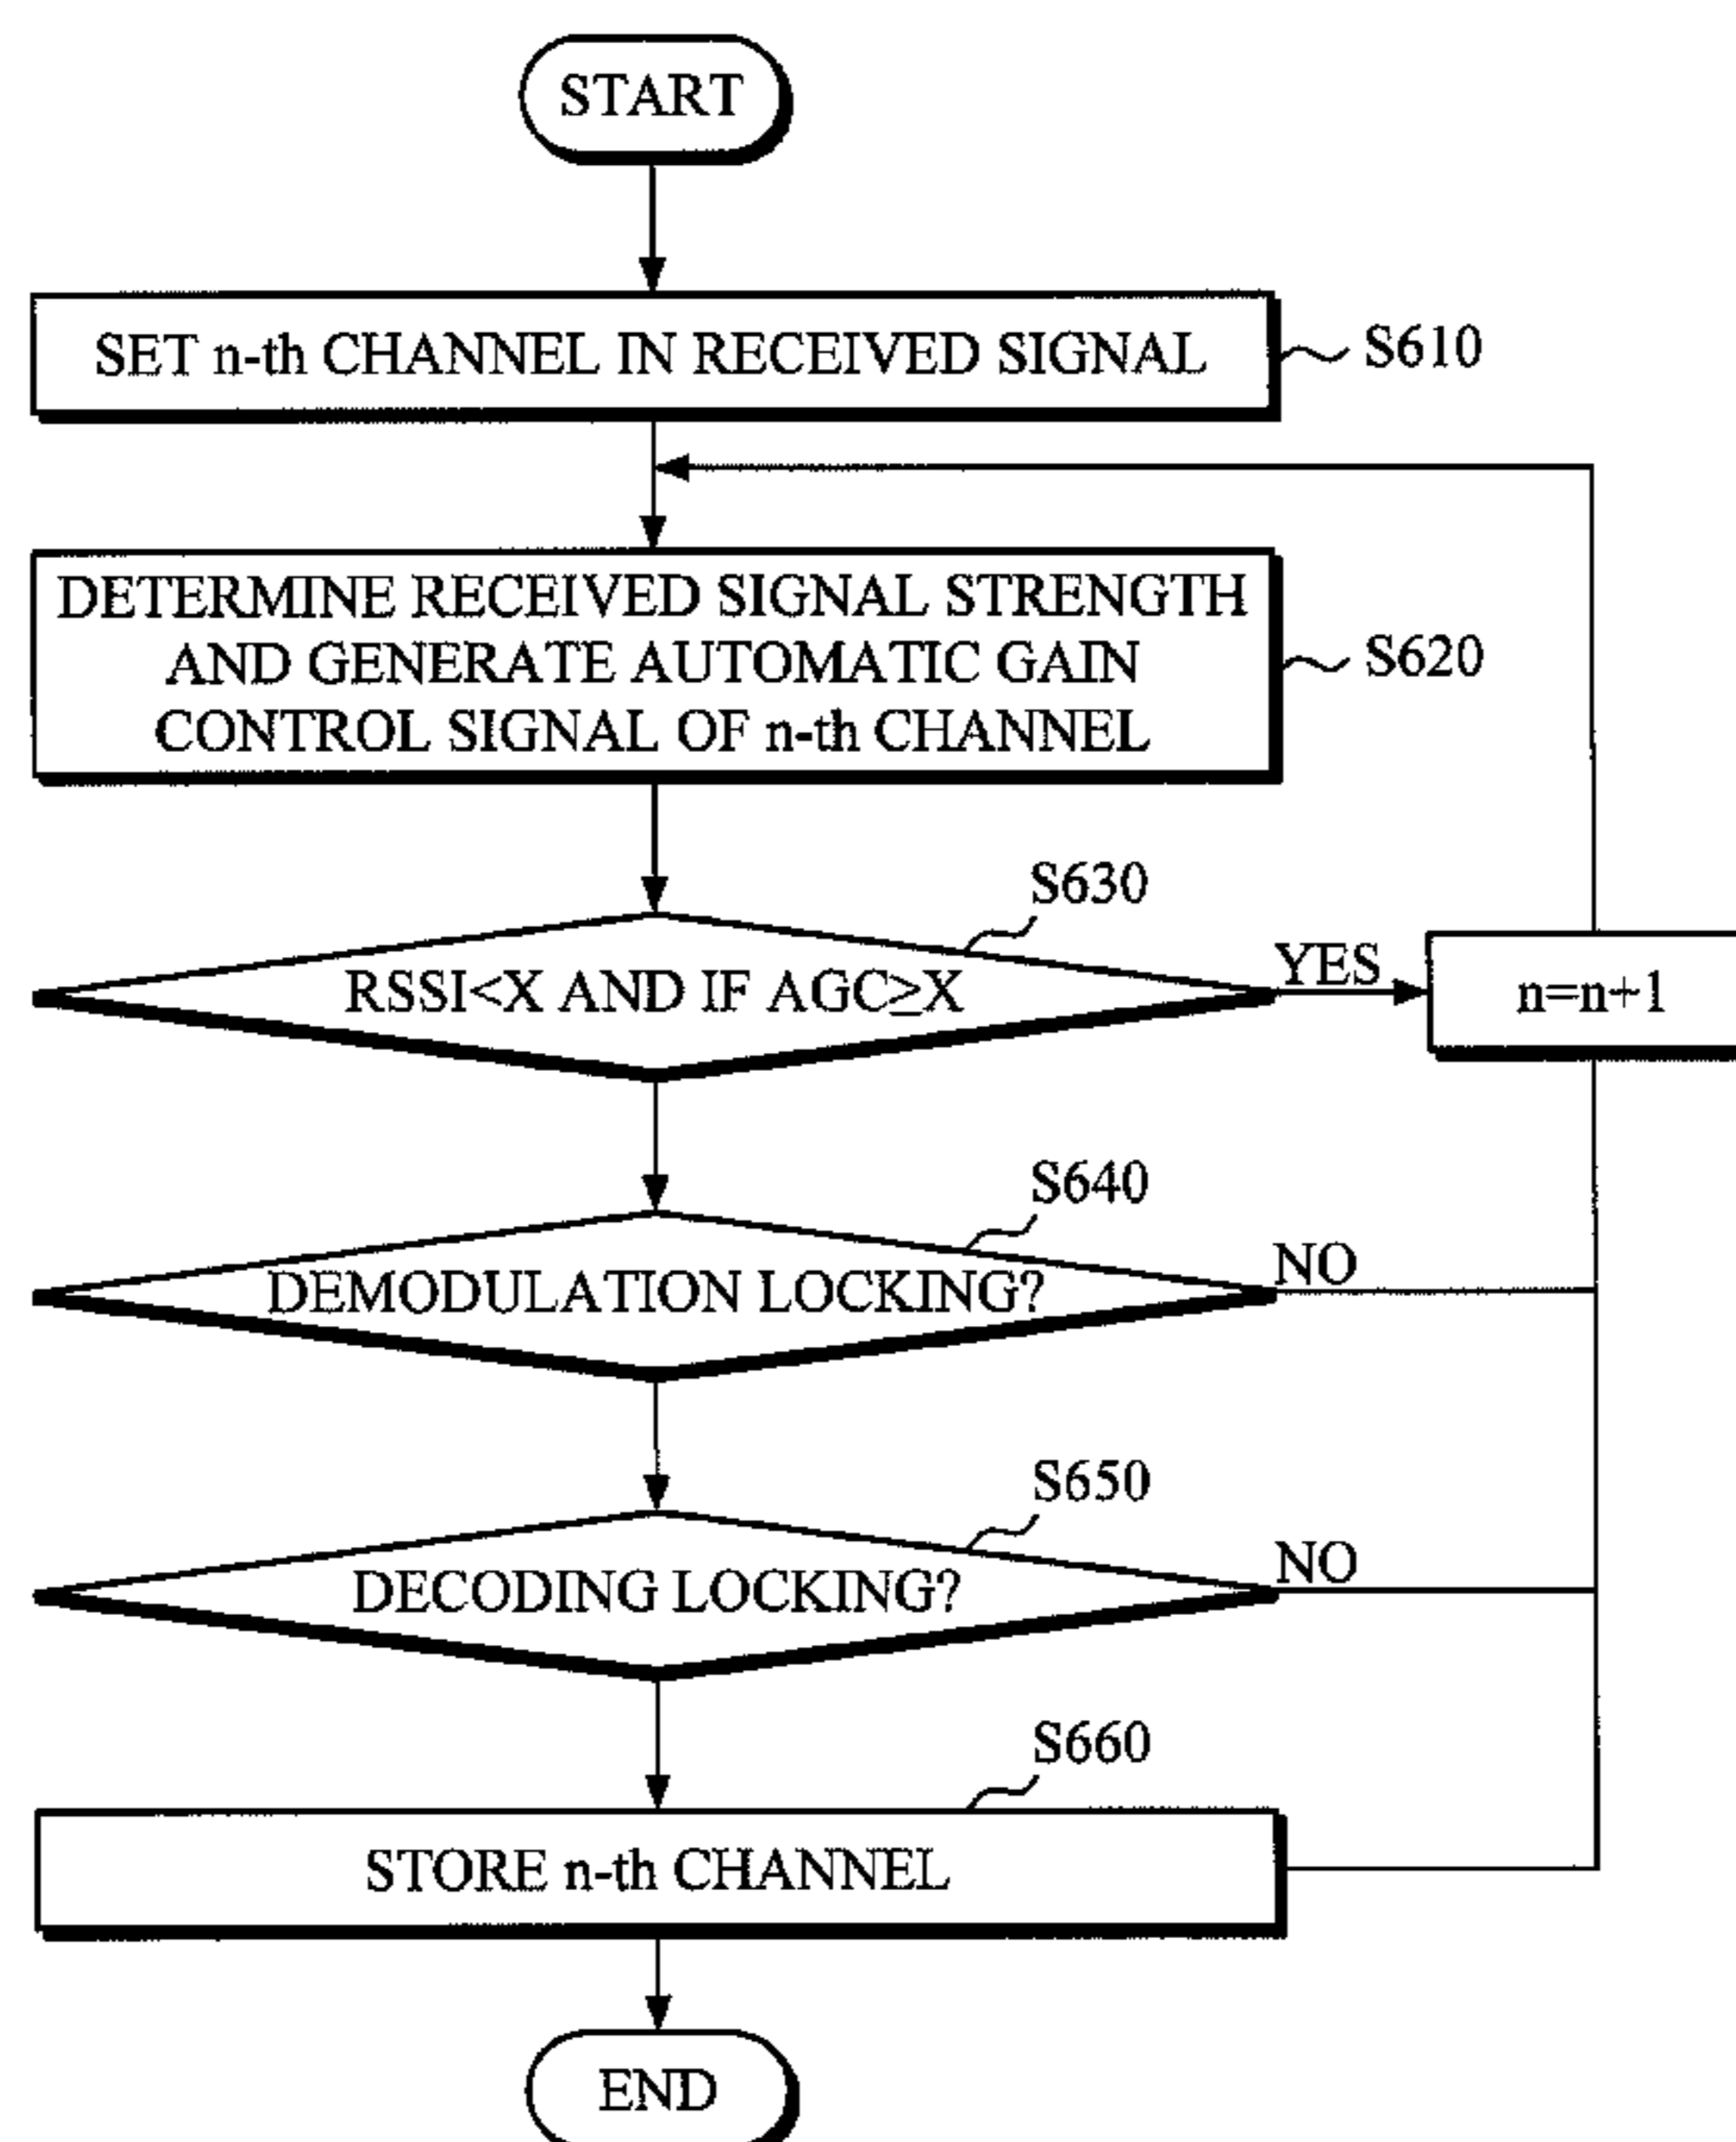 START
SET n-th CHANNEL IN RECEIVED SIGNAL
S610
DETERMINE RECEIVED SIGNAL STRENGTH
AND GENERATE AUTOMATIC GAIN
CONTROL SIGNAL OF n-th CHANNEL
S620
S630
RSSI<X AND IF AGC≥X
YES
n=n+1
S640
DEMODULATION LOCKING?
NO
S650
DECODING LOCKING?
NO
S660
STORE n-th CHANNEL
END